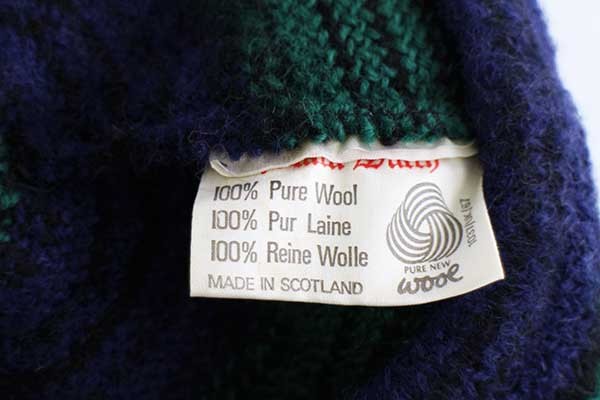 100% Pure Wool
100% Pur Laine
100% Reine Wolle
MADE IN SCOTLAND
PURE NEW
wool